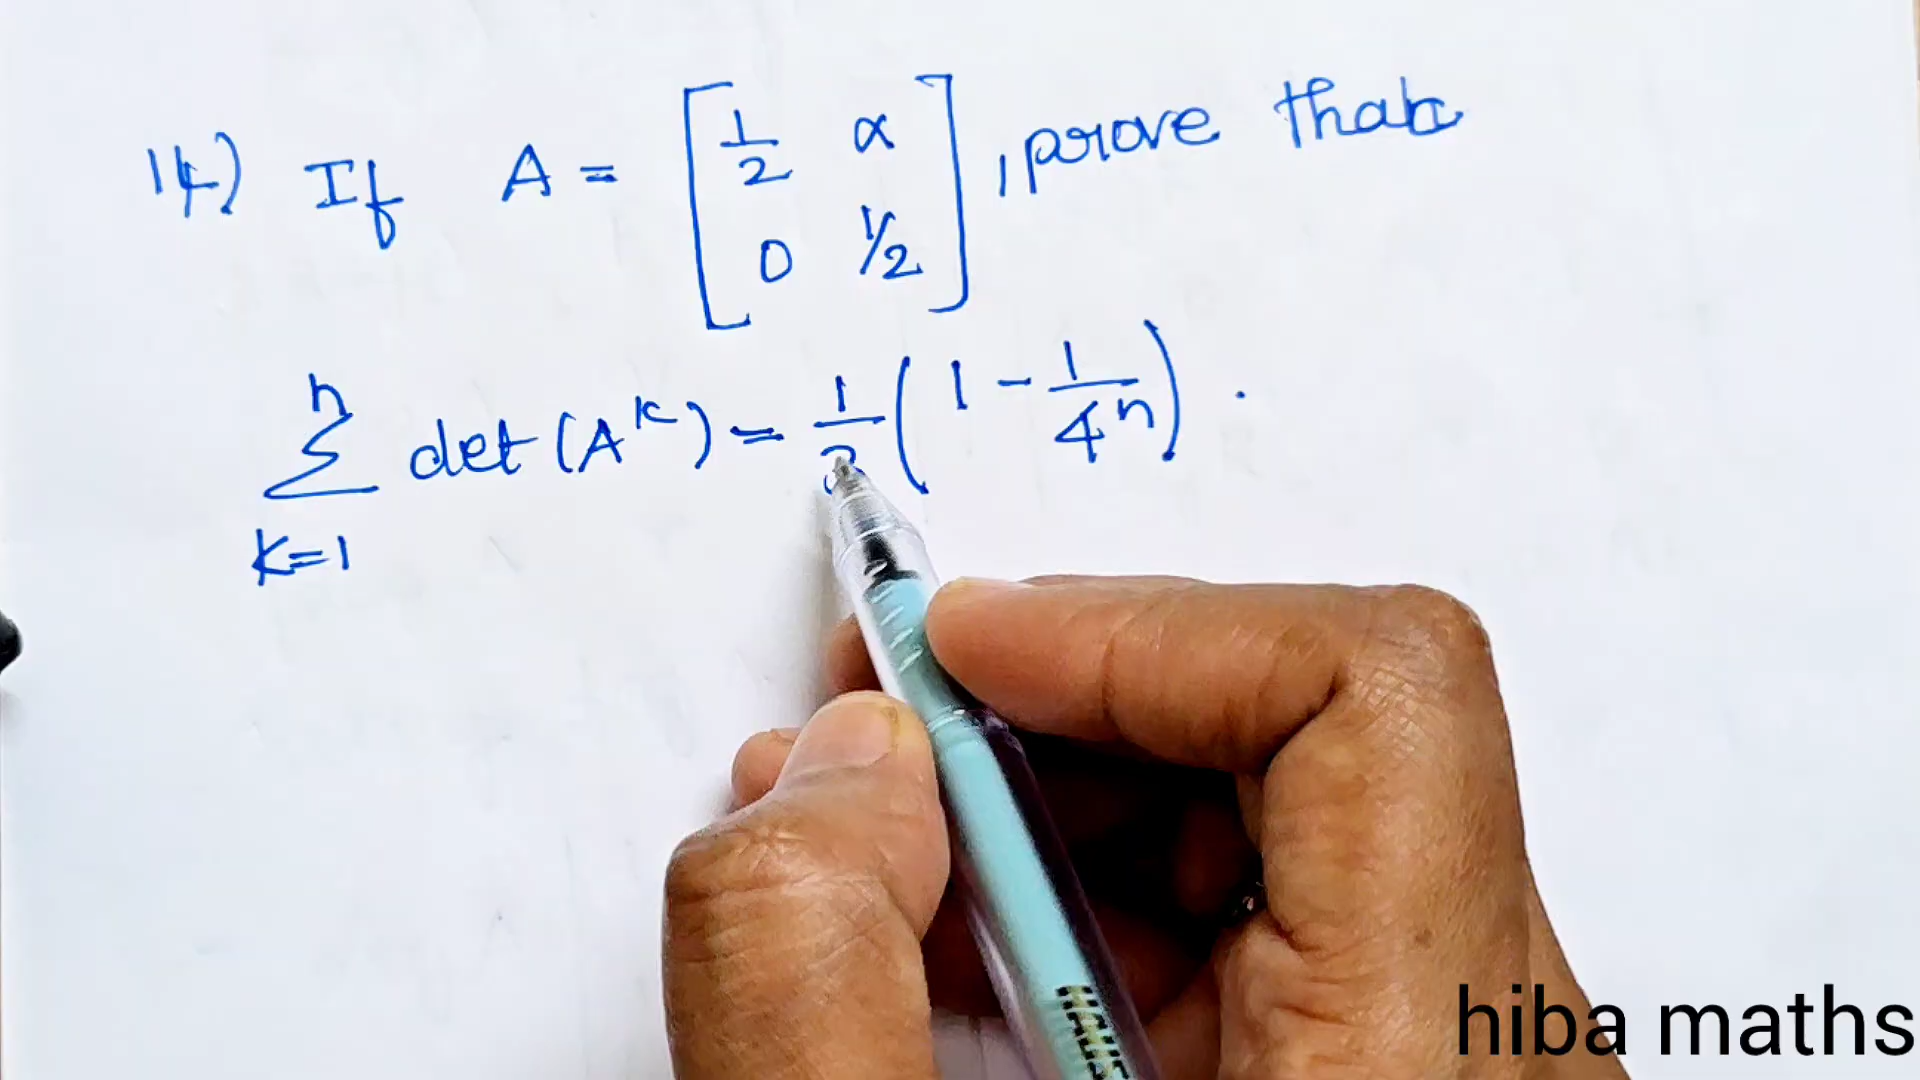 14) If A = [ 1/2 α ; 0 1/2 ], prove that
n Σ k=1 det (A^k) = 1/3 ( 1 - 1/4^n ) .
hiba maths